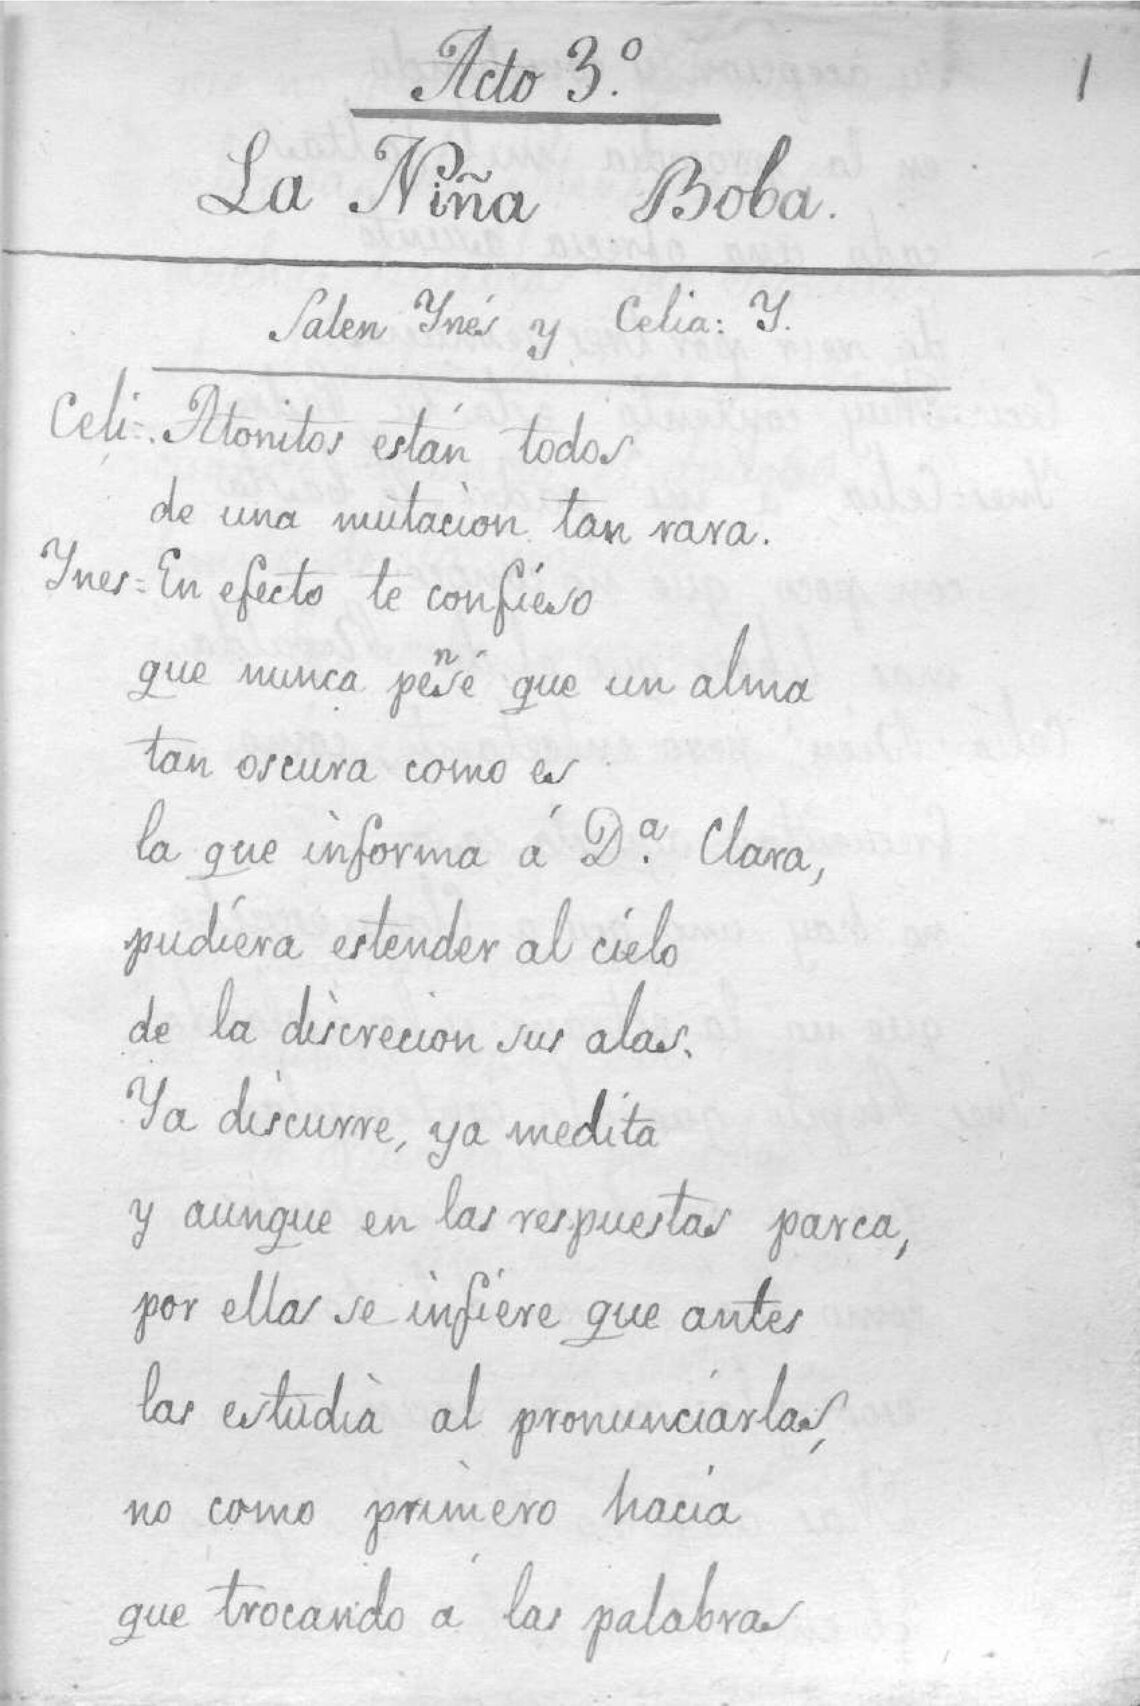 Acto 3.º
1
La Niña Boba.
Salen Ynés y Celia: Y.
Celi=. Atonitos están todos
de una mutacion tan rara.
Ynes=En efecto te confieso
que nunca pensé que un alma
tan oscura como es
la que informa á D.ª Clara,
pudiera estender al cielo
de la discrecion sus alas.
Ya discurre, ya medita
y aunque en las respuestas parca,
por ellas se infiere que antes
las estudia al pronunciarlas,
no como primero hacia
que trocando á las palabras